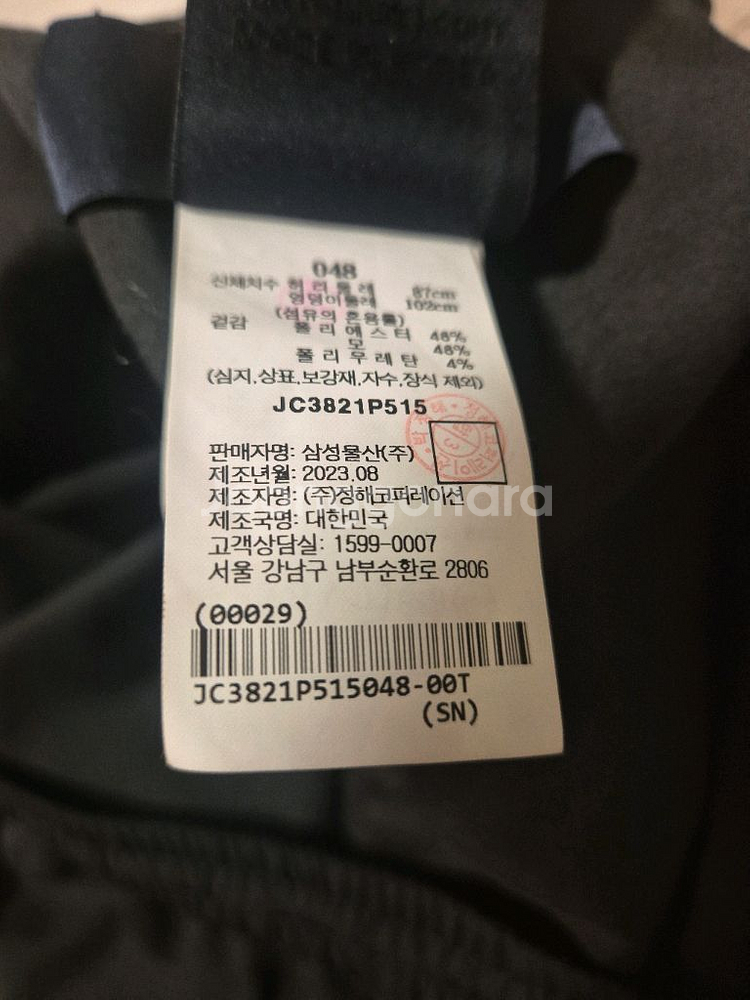 048
신체치수 허리둘레 87cm
엉덩이둘레 102cm
(섬유의 혼용률)
겉감 폴리에스터 48%
모 48%
폴리우레탄 4%
(심지,상표,보강재,자수,장식 제외)
JC3821P515
판매자명: 삼성물산(주)
제조년월: 2023.08
제조자명: (주)정해코퍼레이션
제조국명: 대한민국
고객상담실: 1599-0007
서울 강남구 남부순환로 2806
(00029)
JC3821P515048-00T
(SN)